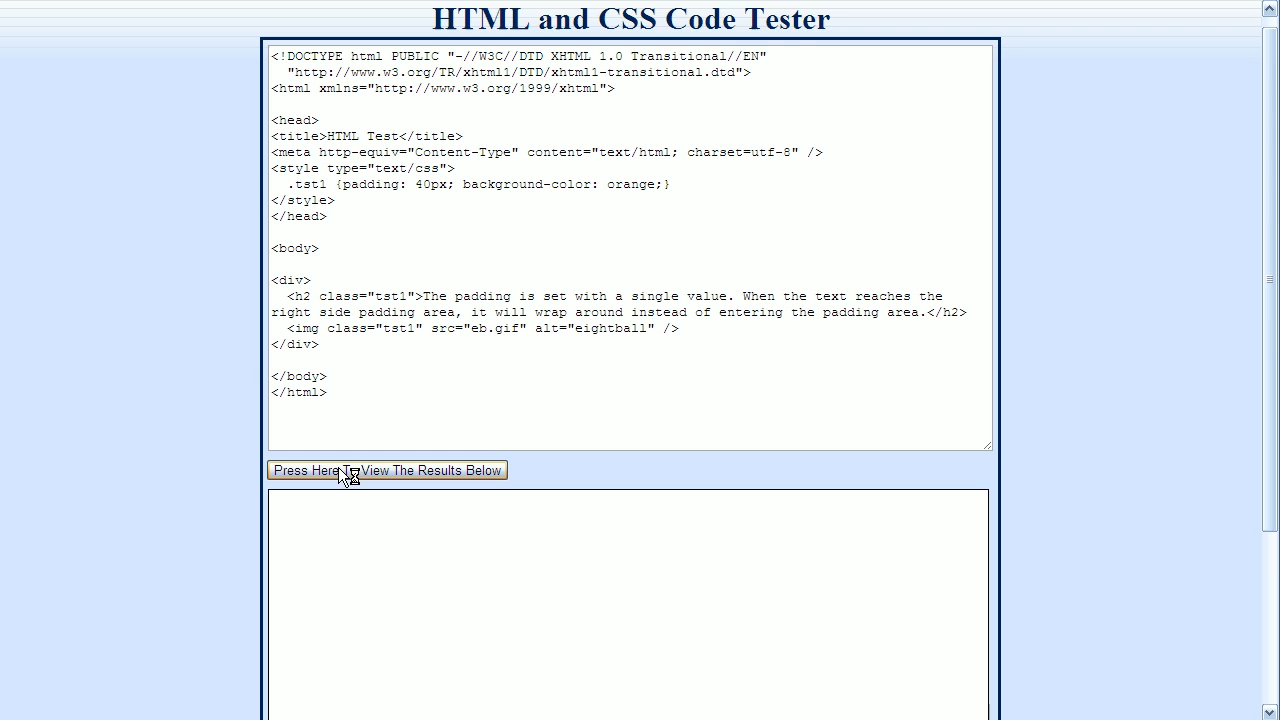 HTML and CSS Code Tester
<!DOCTYPE html PUBLIC "-//W3C//DTD XHTML 1.0 Transitional//EN"
"http://www.w3.org/TR/xhtml1/DTD/xhtml1-transitional.dtd">
<html xmlns="http://www.w3.org/1999/xhtml">
<head>
<title>HTML Test</title>
<meta http-equiv="Content-Type" content="text/html; charset=utf-8" />
<style type="text/css">
.tst1 {padding: 40px; background-color: orange;}
</style>
</head>
<body>
<div>
<h2 class="tst1">The padding is set with a single value. When the text reaches the
right side padding area, it will wrap around instead of entering the padding area.</h2>
<img class="tst1" src="eb.gif" alt="eightball" />
</div>
</body>
</html>
Press Here To View The Results Below